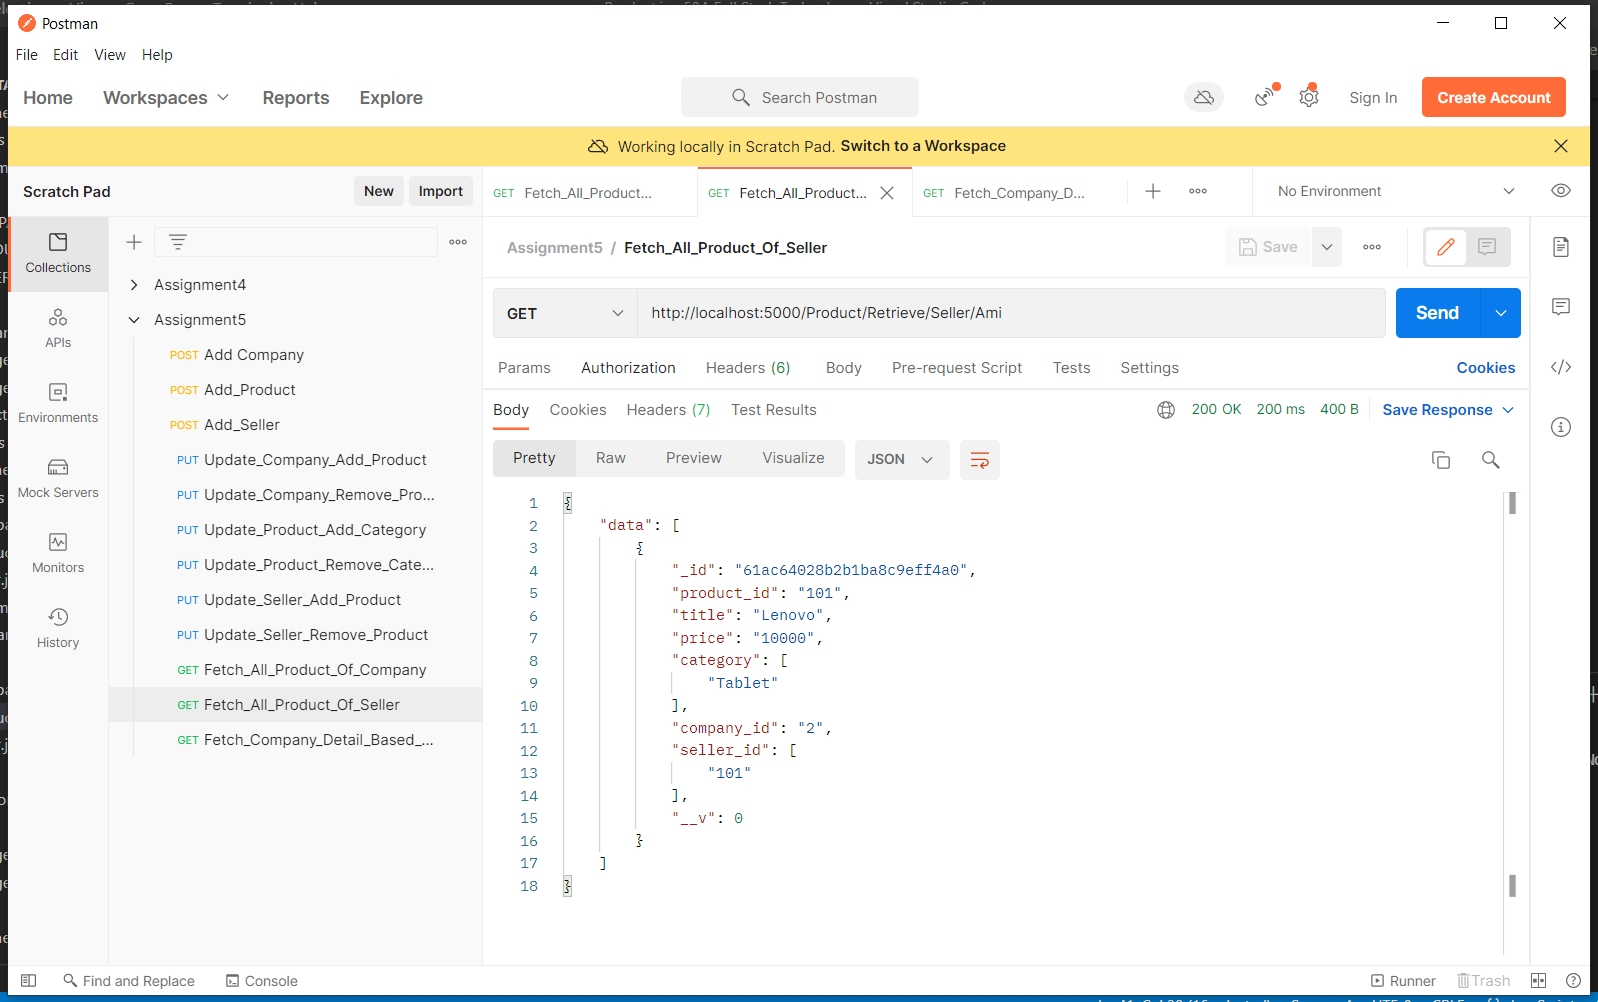 Postman
File Edit View Help
Home Workspaces Reports Explore
Search Postman
Sign In Create Account
Working locally in Scratch Pad. Switch to a Workspace
Scratch Pad New Import
GET Fetch_All_Product...
GET Fetch_All_Product...
GET Fetch_Company_D...
No Environment
Collections
APIs
Environments
Mock Servers
Monitors
History
Assignment4
Assignment5
POST Add Company
POST Add_Product
POST Add_Seller
PUT Update_Company_Add_Product
PUT Update_Company_Remove_Pro...
PUT Update_Product_Add_Category
PUT Update_Product_Remove_Cate...
PUT Update_Seller_Add_Product
PUT Update_Seller_Remove_Product
GET Fetch_All_Product_Of_Company
GET Fetch_All_Product_Of_Seller
GET Fetch_Company_Detail_Based_...
Assignment5 / Fetch_All_Product_Of_Seller
Save
GET http://localhost:5000/Product/Retrieve/Seller/Ami
Send
Params Authorization Headers (6) Body Pre-request Script Tests Settings Cookies
Body Cookies Headers (7) Test Results
200 OK 200 ms 400 B Save Response
Pretty Raw Preview Visualize JSON
1 {
2 "data": [
3 {
4 "_id": "61ac64028b2b1ba8c9eff4a0",
5 "product_id": "101",
6 "title": "Lenovo",
7 "price": "10000",
8 "category": [
9 "Tablet"
10 ],
11 "company_id": "2",
12 "seller_id": [
13 "101"
14 ],
15 "__v": 0
16 }
17 ]
18 }
Find and Replace Console
Runner Trash